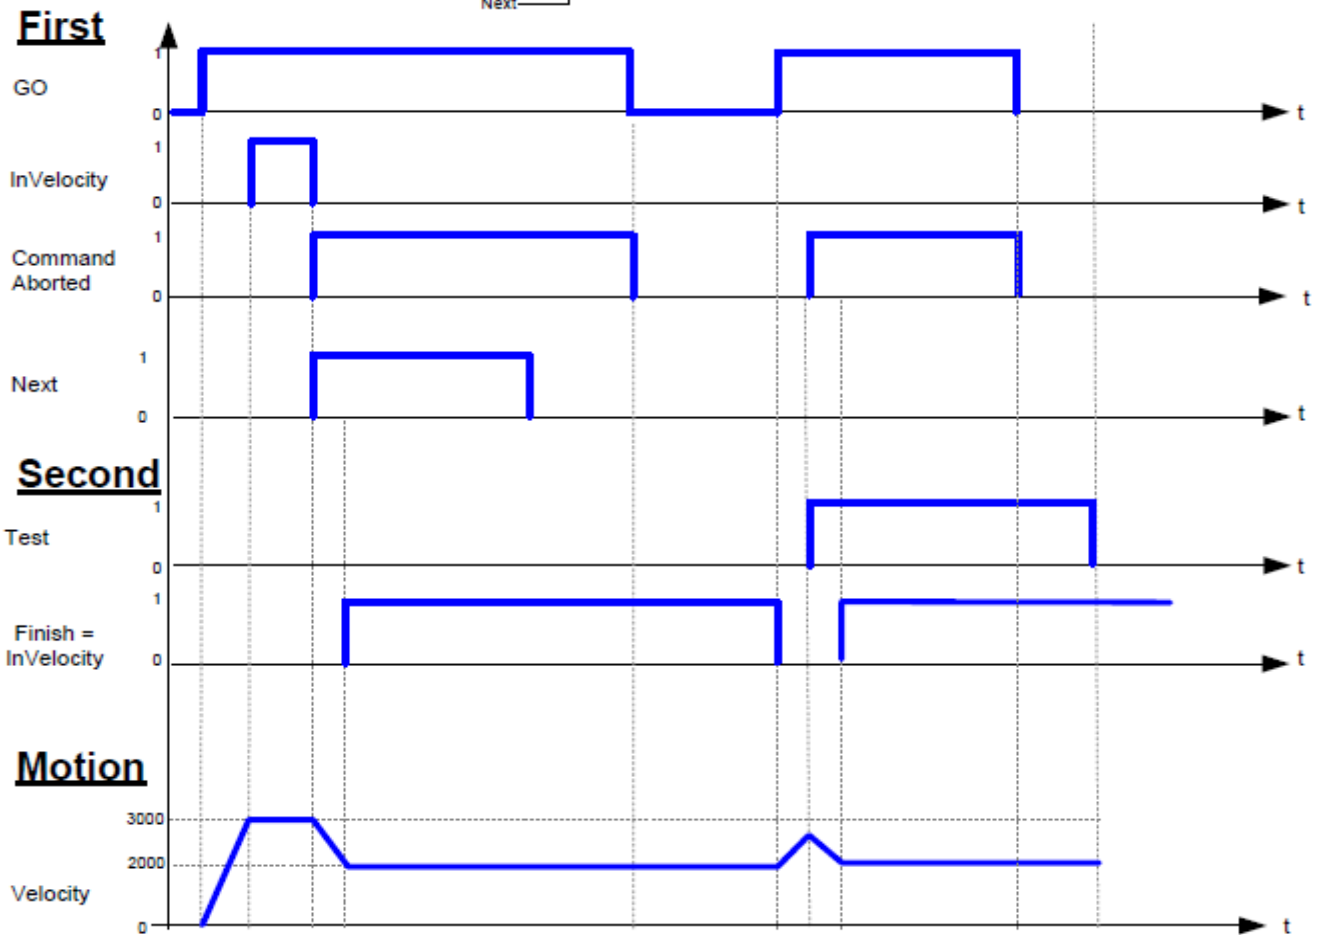 Next
First
1
GO
0
t
1
InVelocity
0
t
1
Command
Aborted
0
t
1
Next
0
t
Second
1
Test
0
t
1
Finish =
InVelocity
0
t
Motion
3000
2000
Velocity
0
t